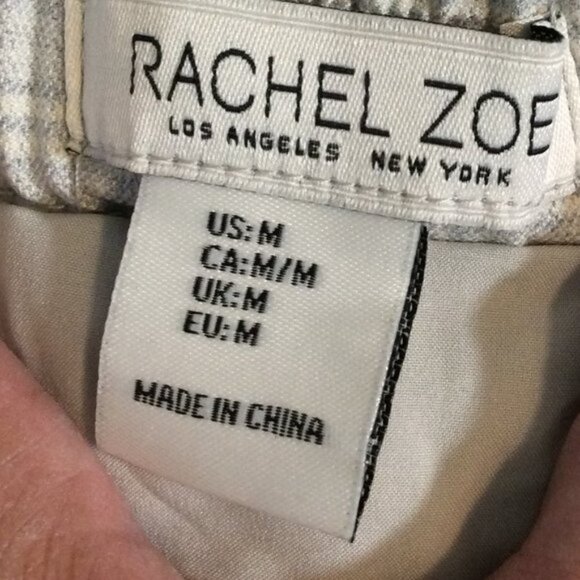 RACHEL ZOE
LOS ANGELES NEW YORK
US: M
CA: M/M
UK: M
EU: M
MADE IN CHINA